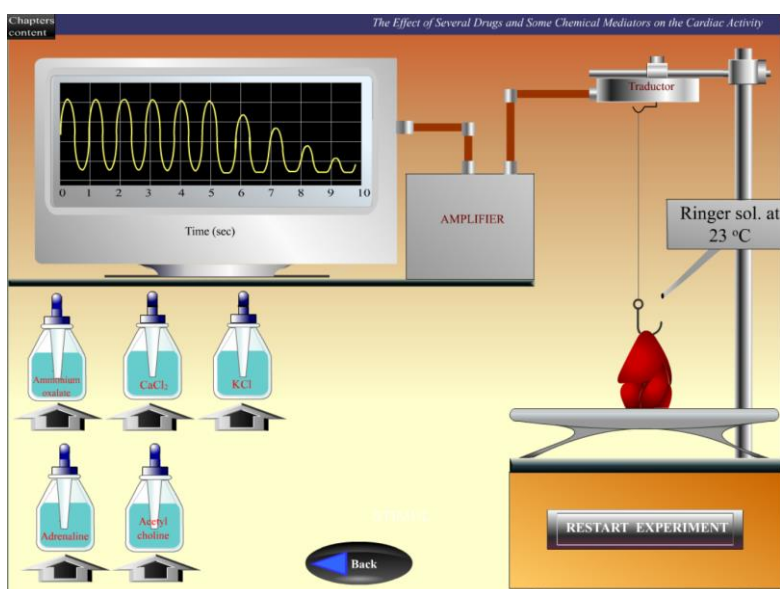 Chapters
content
The Effect of Several Drugs and Some Chemical Mediators on the Cardiac Activity
Traductor
0 1 2 3 4 5 6 7 8 9 10
Time (sec)
AMPLIFIER
Ringer sol. at
23 °C
Ammonium
oxalate
CaCl₂
KCl
Adrenaline
Acetyl
choline
RESTART EXPERIMENT
Back